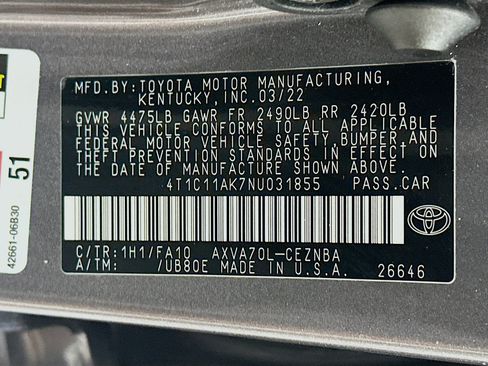 MFD.BY:TOYOTA MOTOR MANUFACTURING,
KENTUCKY, INC.03/22
GVWR 4475LB GAWR FR 2490LB RR 2420LB
THIS VEHICLE CONFORMS TO ALL APPLICABLE
FEDERAL MOTOR VEHICLE SAFETY, BUMPER, AND
THEFT PREVENTION STANDARDS IN EFFECT ON
THE DATE OF MANUFACTURE SHOWN ABOVE.
4T1C11AK7NU031855 PASS.CAR
C/TR:1H1/FA10 AXVA70L-CEZNBA
A/TM: /UB80E MADE IN U.S.A. 26646
51
42661-06B30